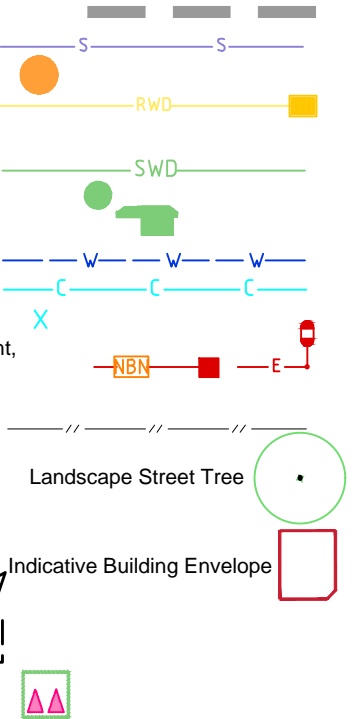 S S
RWD
SWD
W W W
C C C
X
nt,
NBN E
Landscape Street Tree
Indicative Building Envelope